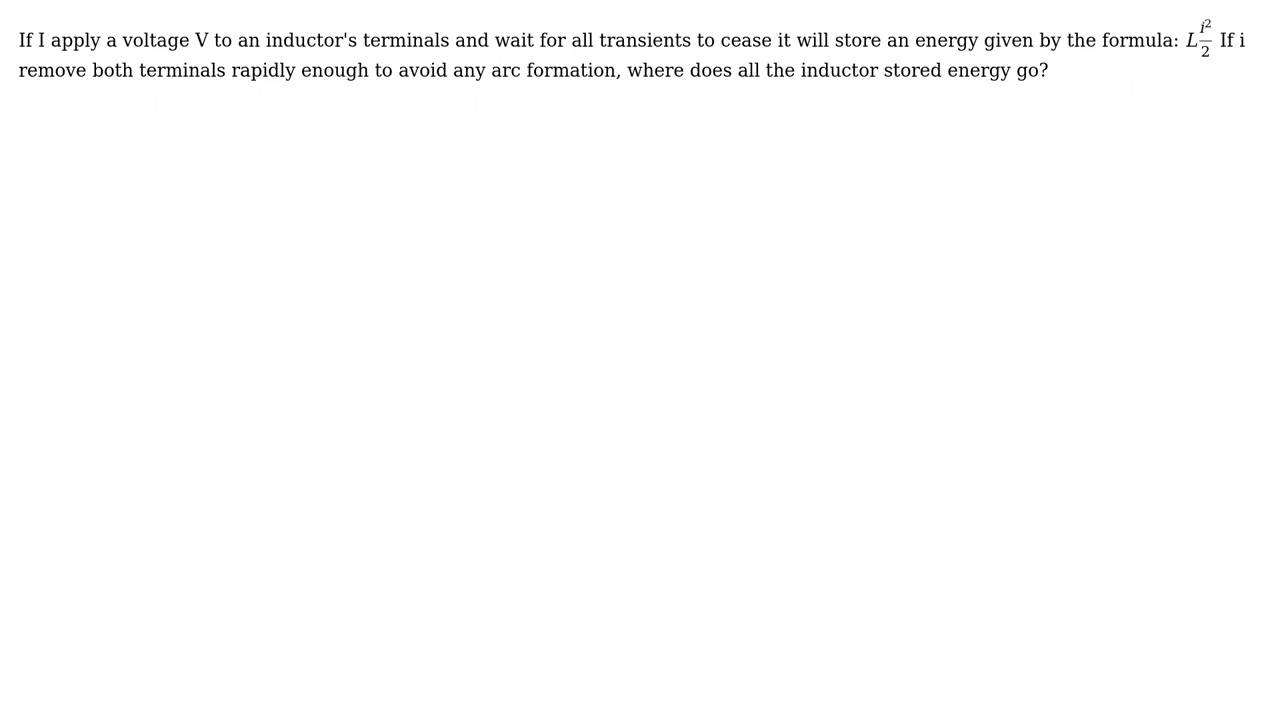 If I apply a voltage V to an inductor's terminals and wait for all transients to cease it will store an energy given by the formula: $L\frac{i^2}{2}$ If i
remove both terminals rapidly enough to avoid any arc formation, where does all the inductor stored energy go?